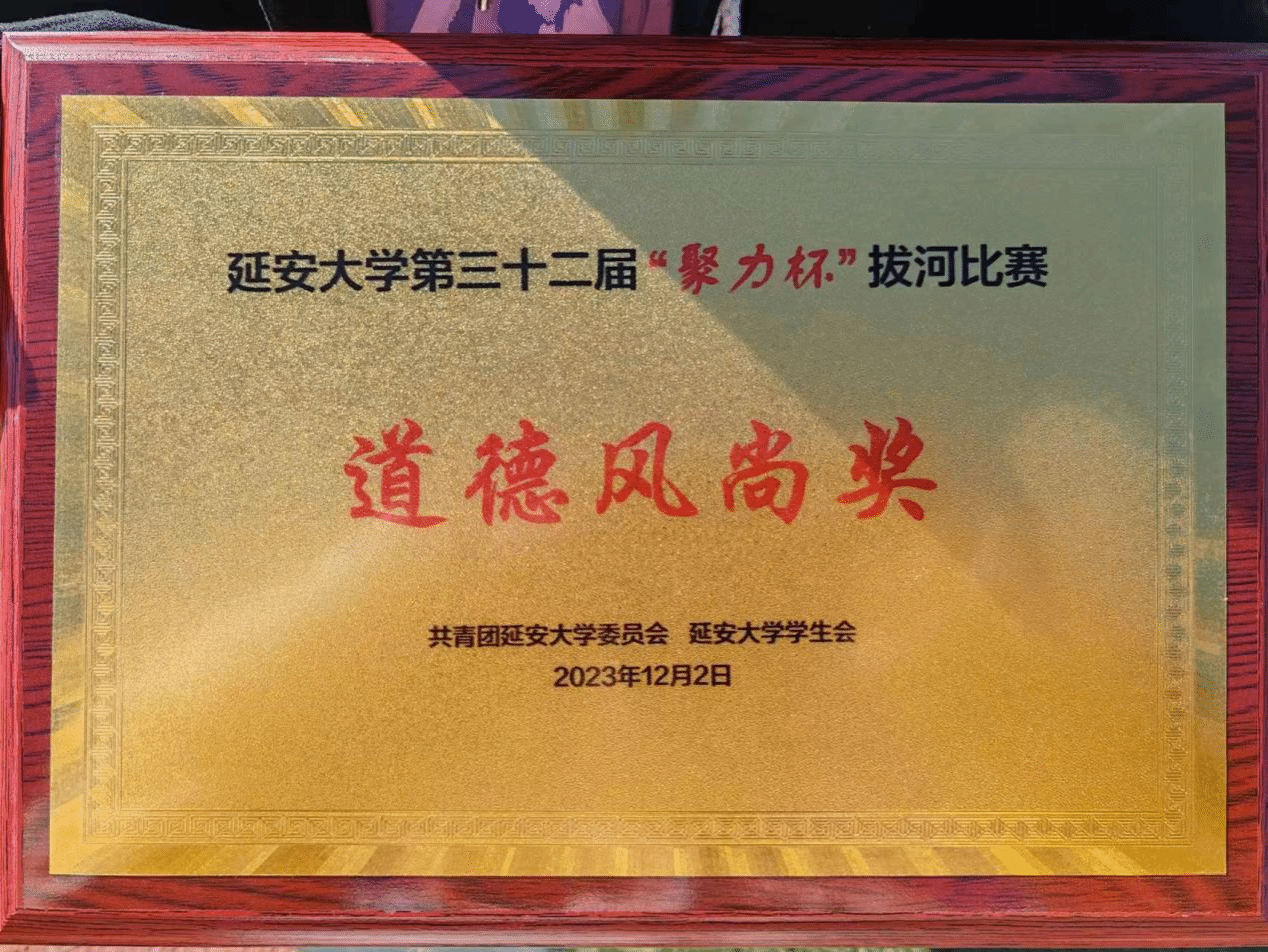 延安大学第三十二届“聚力杯”拔河比赛
道德风尚奖
共青团延安大学委员会 延安大学学生会
2023年12月2日